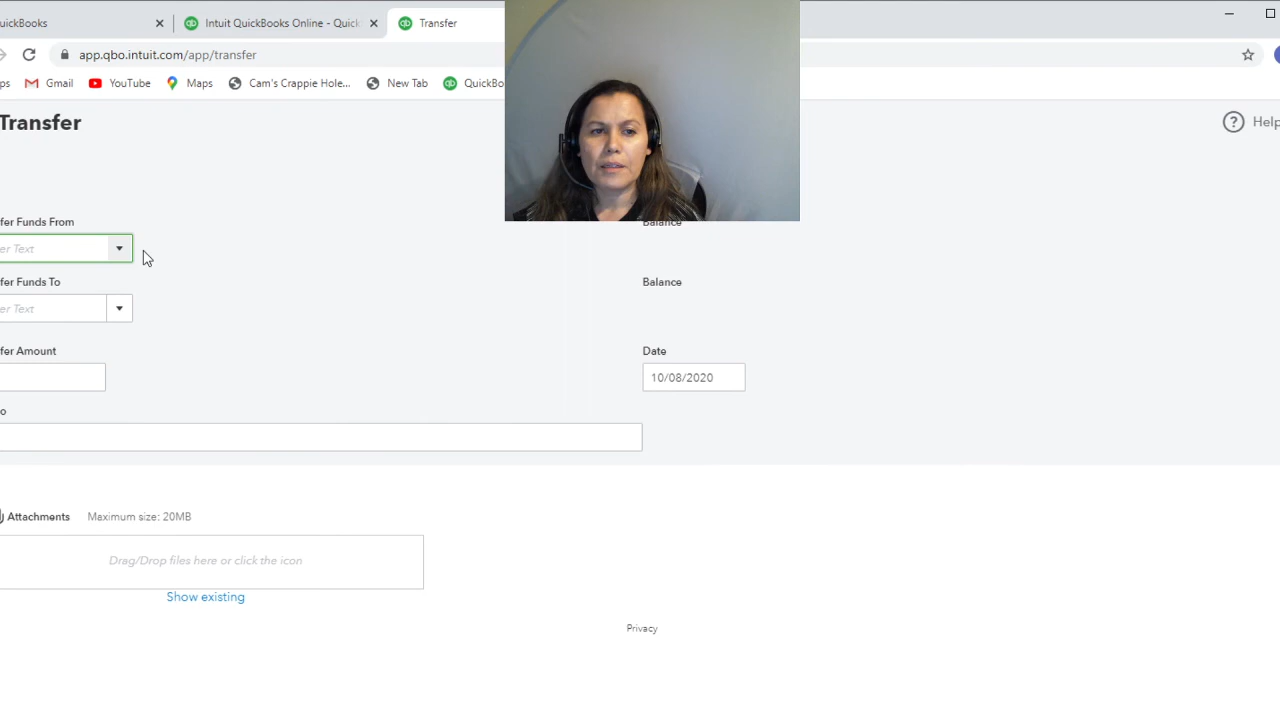 uickBooks
Intuit QuickBooks Online - Quick
Transfer
app.qbo.intuit.com/app/transfer
ps
Gmail
YouTube
Maps
Cam's Crappie Hole...
New Tab
QuickBo
Transfer
Help
fer Funds From
Balance
er Text
fer Funds To
Balance
er Text
fer Amount
Date
10/08/2020
o
Attachments
Maximum size: 20MB
Drag/Drop files here or click the icon
Show existing
Privacy